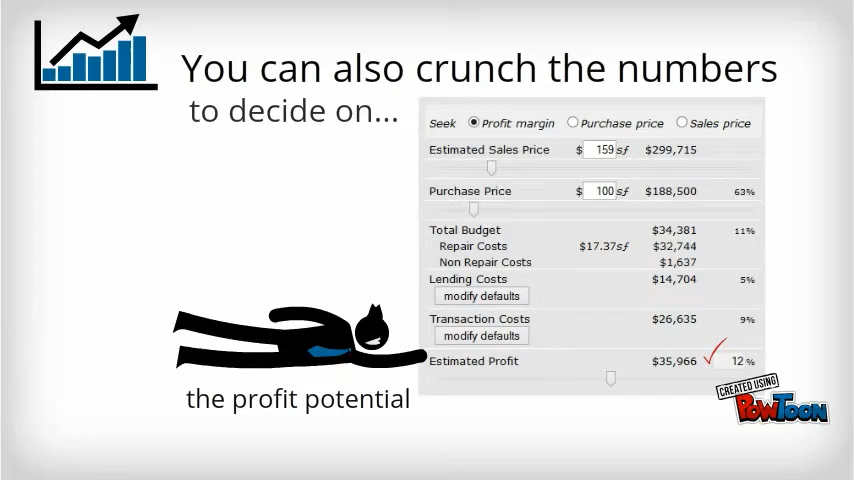 You can also crunch the numbers
to decide on...
Seek Profit margin Purchase price Sales price
Estimated Sales Price $ 159 sf $299,715
Purchase Price $ 100 sf $188,500 63%
Total Budget $34,381 11%
Repair Costs $17.37sf $32,744
Non Repair Costs $1,637
Lending Costs $14,704 5%
modify defaults
Transaction Costs $26,635 9%
modify defaults
Estimated Profit $35,966 12 %
the profit potential
CREATED USING
POWTOON